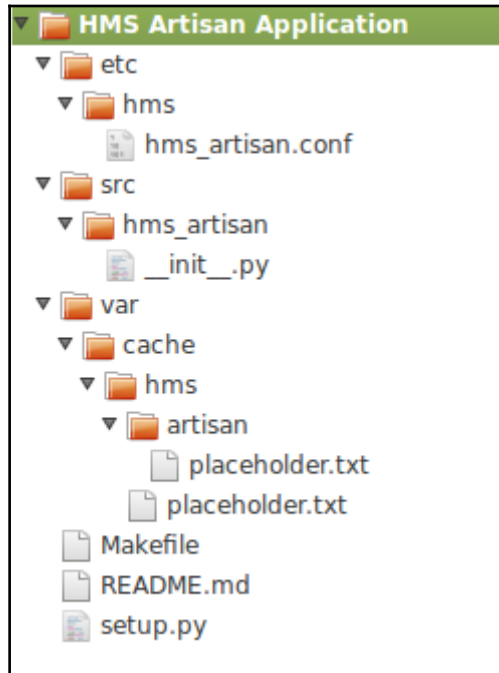 HMS Artisan Application
etc
hms
hms_artisan.conf
src
hms_artisan
__init__.py
var
cache
hms
artisan
placeholder.txt
placeholder.txt
Makefile
README.md
setup.py